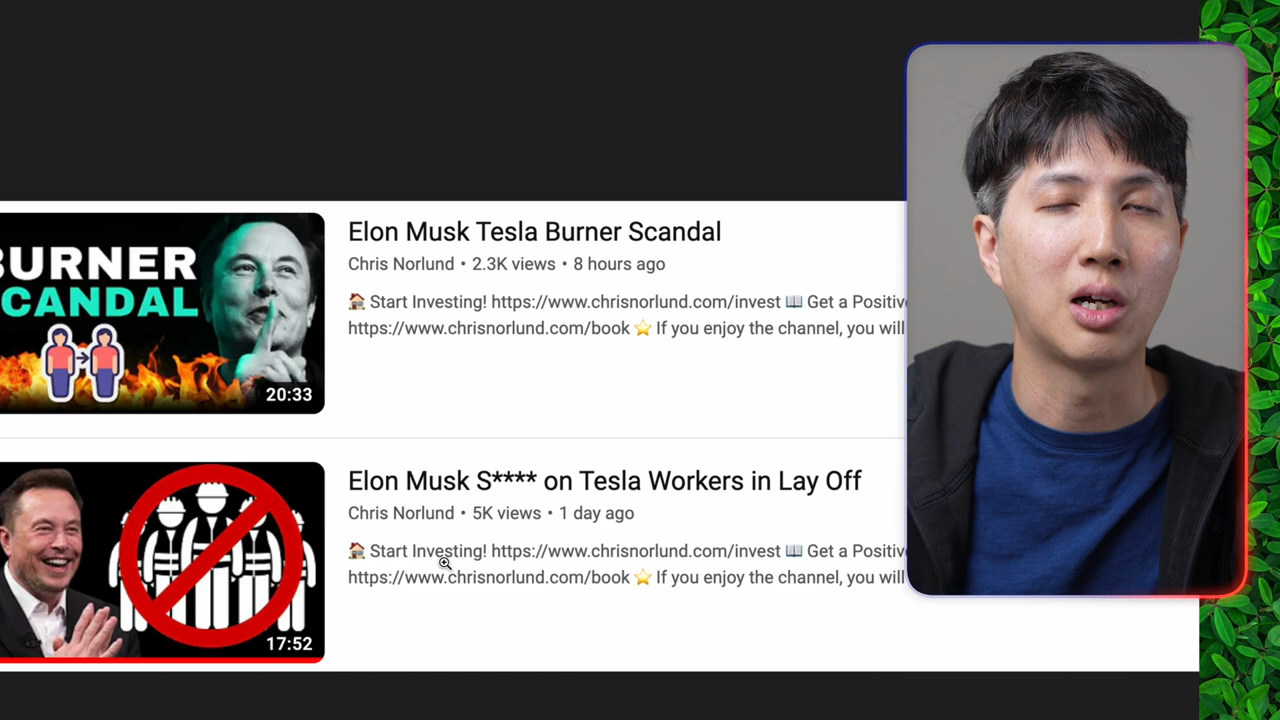 BURNER
SCANDAL
20:33
Elon Musk Tesla Burner Scandal
Chris Norlund • 2.3K views • 8 hours ago
🏠 Start Investing! https://www.chrisnorlund.com/invest 📖 Get a Positive
https://www.chrisnorlund.com/book ⭐ If you enjoy the channel, you will
17:52
Elon Musk S**** on Tesla Workers in Lay Off
Chris Norlund • 5K views • 1 day ago
🏠 Start Investing! https://www.chrisnorlund.com/invest 📖 Get a Positive
https://www.chrisnorlund.com/book ⭐ If you enjoy the channel, you will